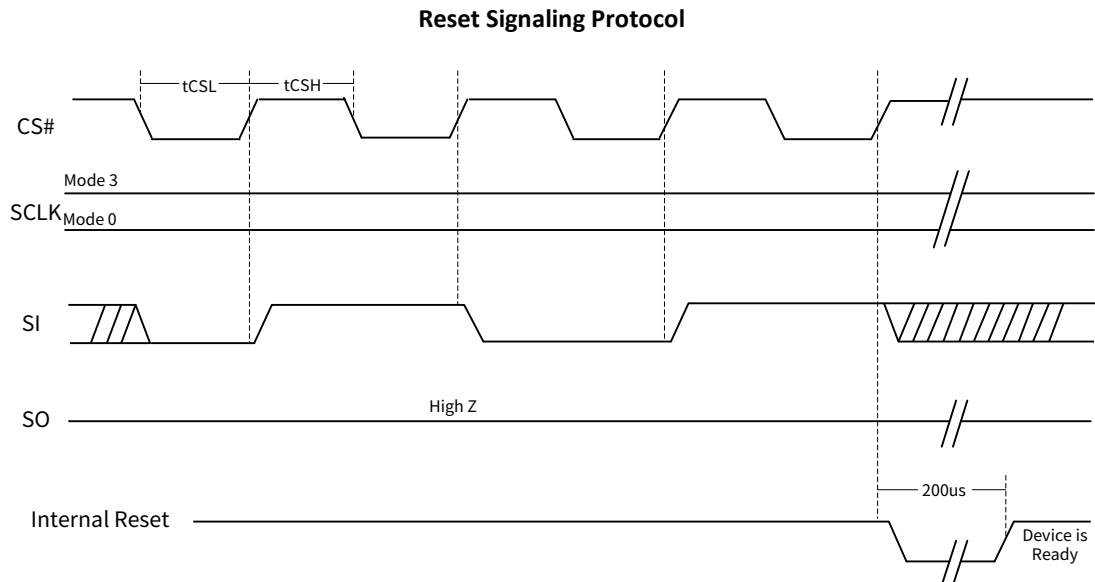 Reset Signaling Protocol
tCSL
tCSH
CS#
Mode 3
SCLK
Mode 0
SI
High Z
SO
200us
Internal Reset
Device is
Ready